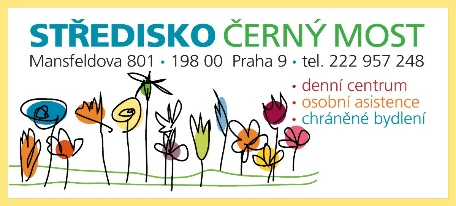 STŘEDISKO ČERNÝ MOST
Mansfeldova 801 • 198 00 Praha 9 • tel. 222 957 248
• denní centrum
• osobní asistence
• chráněné bydlení